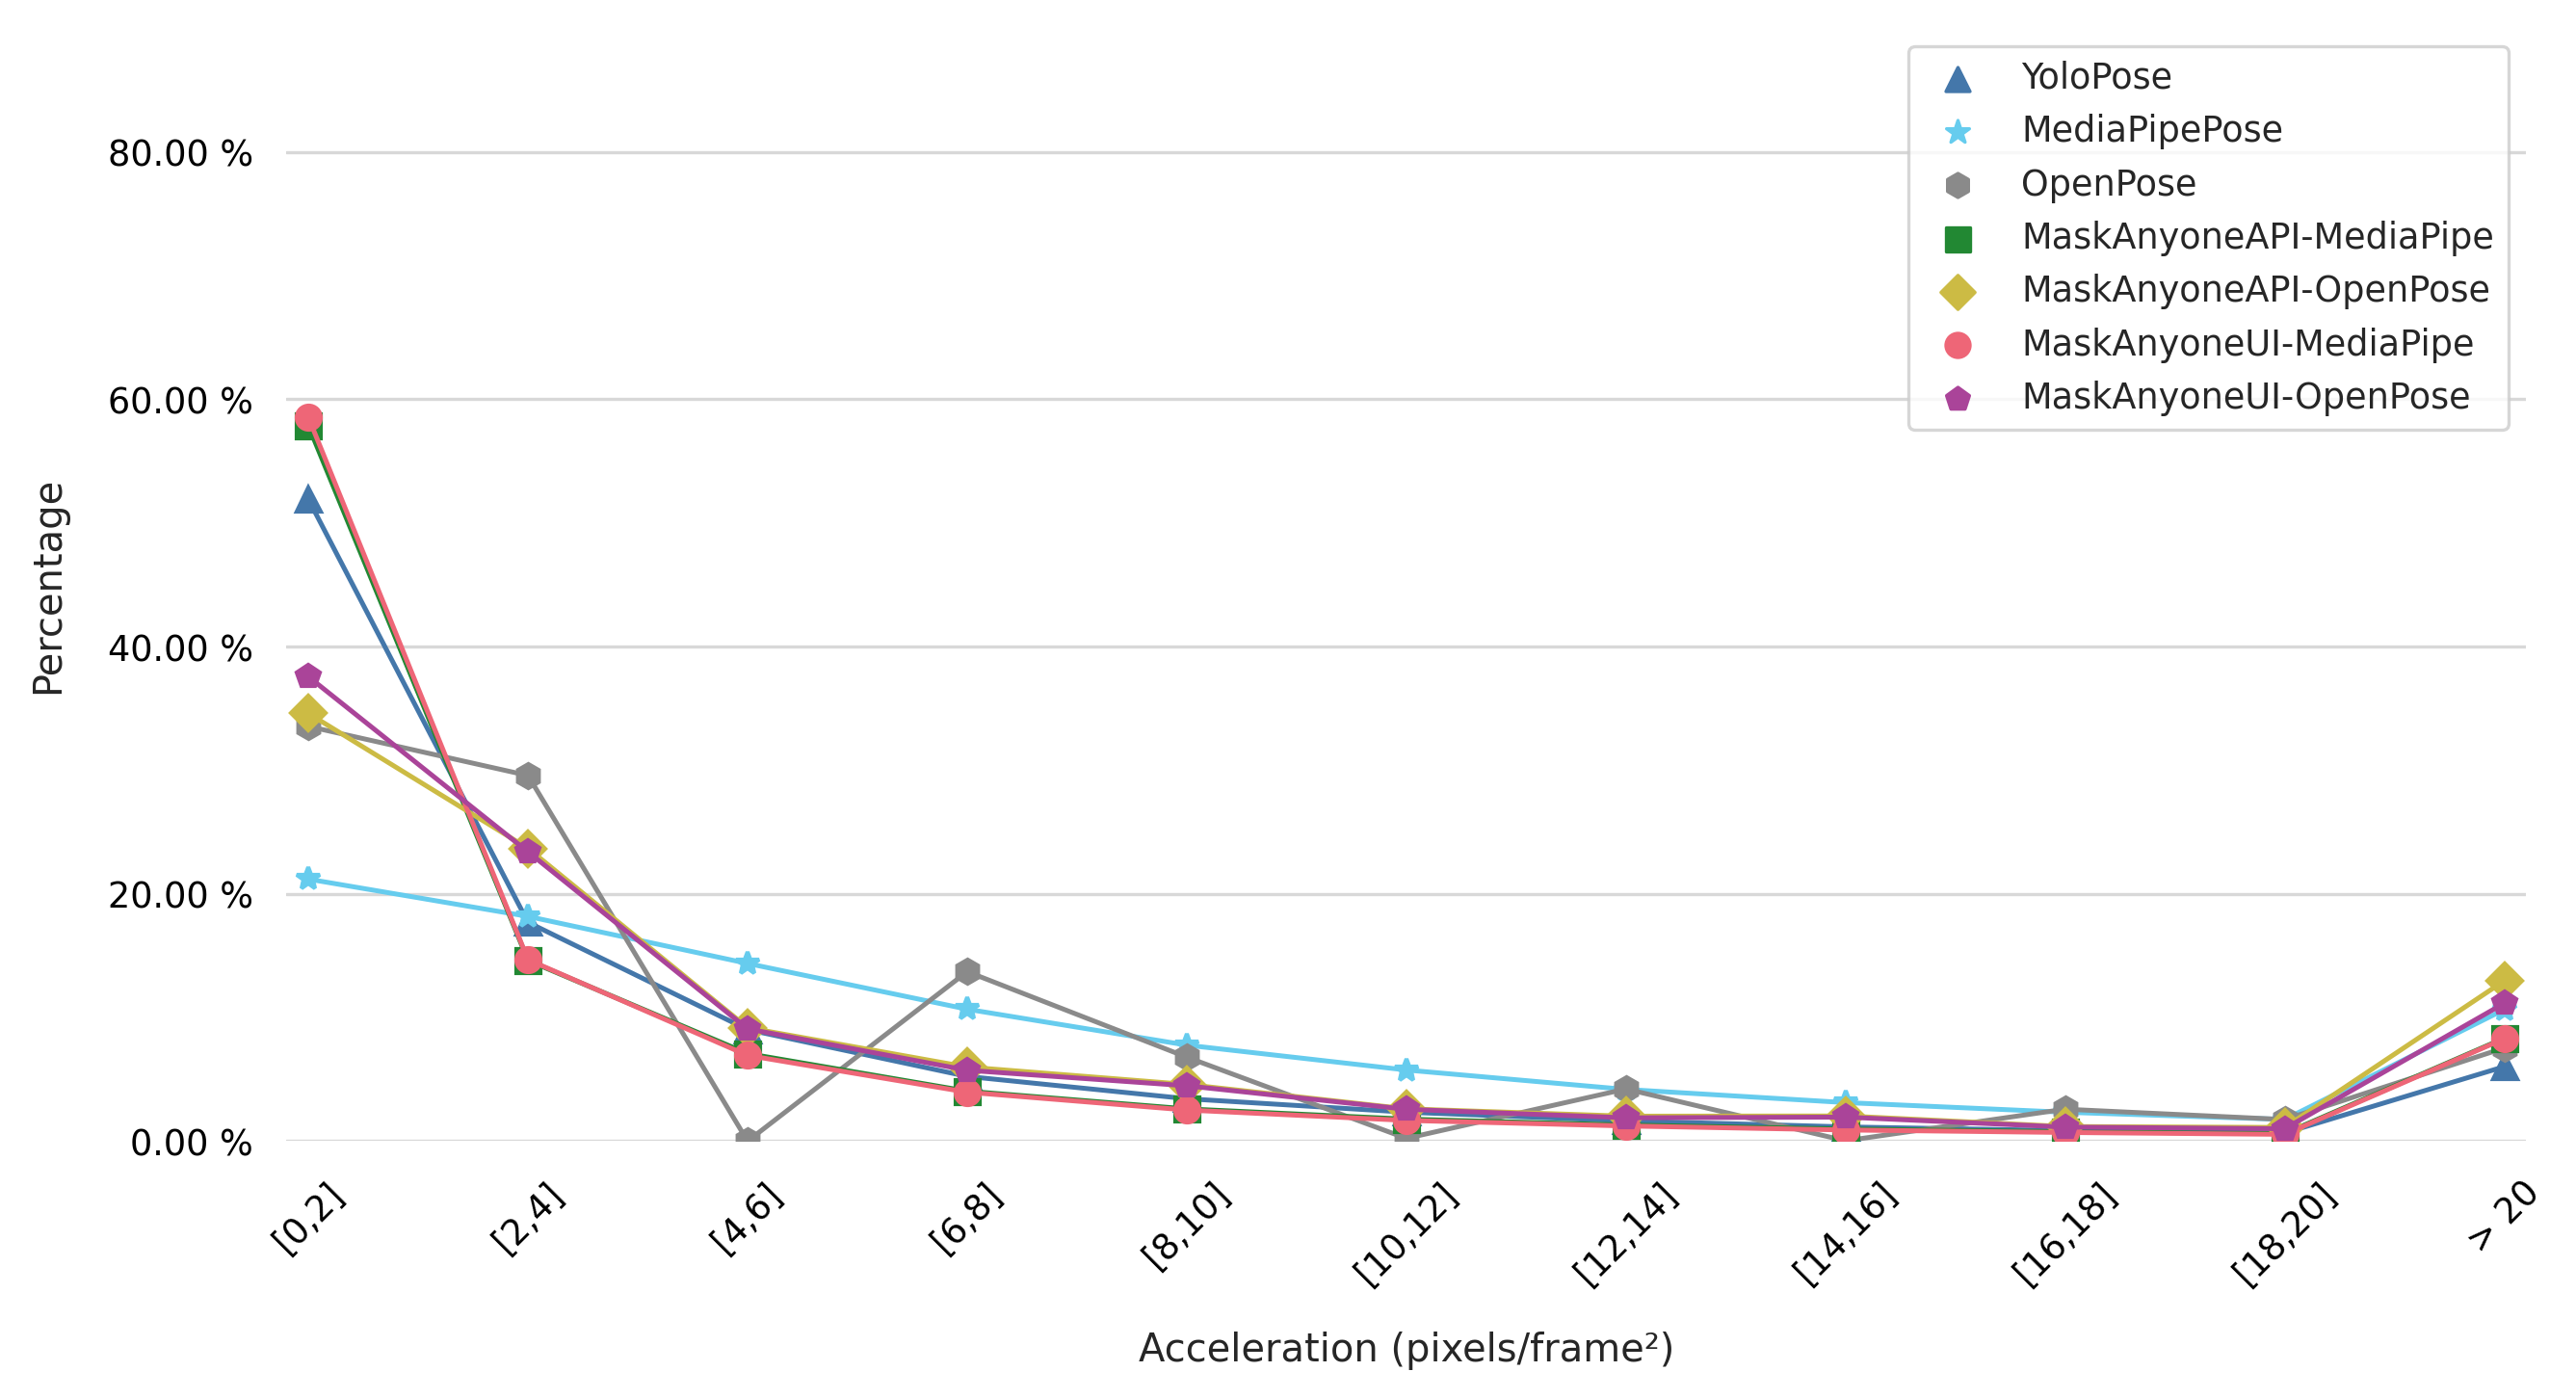 YoloPose
MediaPipePose
OpenPose
MaskAnyoneAPI-MediaPipe
MaskAnyoneAPI-OpenPose
MaskAnyoneUI-MediaPipe
MaskAnyoneUI-OpenPose
80.00 %
60.00 %
40.00 %
20.00 %
0.00 %
Percentage
[0,2]
[2,4]
[4,6]
[6,8]
[8,10]
[10,12]
[12,14]
[14,16]
[16,18]
[18,20]
> 20
Acceleration (pixels/frame²)